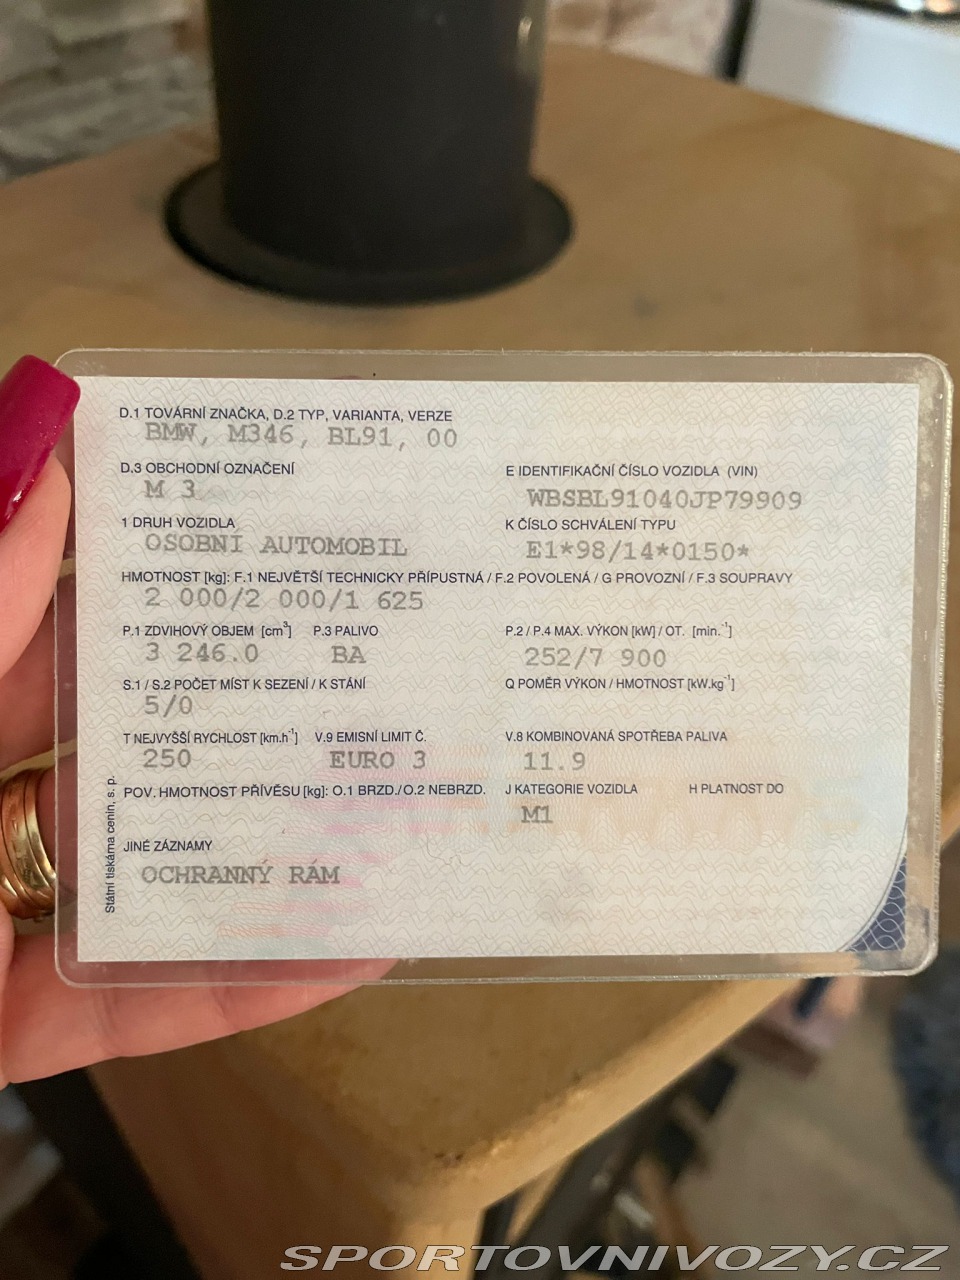 D.1 TOVÁRNÍ ZNAČKA, D.2 TYP, VARIANTA, VERZE
BMW, M346, BL91, 00
D.3 OBCHODNÍ OZNAČENÍ
M 3
E IDENTIFIKAČNÍ ČÍSLO VOZIDLA (VIN)
WBSBL91040JP79909
1 DRUH VOZIDLA
OSOBNÍ AUTOMOBIL
K ČÍSLO SCHVÁLENÍ TYPU
E1*98/14*0150*
HMOTNOST [kg]: F.1 NEJVĚTŠÍ TECHNICKY PŘÍPUSTNÁ / F.2 POVOLENÁ / G PROVOZNÍ / F.3 SOUPRAVY
2 000/2 000/1 625
P.1 ZDVIHOVÝ OBJEM [cm³] P.3 PALIVO
3 246.0 BA
P.2 / P.4 MAX. VÝKON [kW] / OT. [min.⁻¹]
252/7 900
S.1 / S.2 POČET MÍST K SEZENÍ / K STÁNÍ
5/0
Q POMĚR VÝKON / HMOTNOST [kW.kg⁻¹]
T NEJVYŠŠÍ RYCHLOST [km.h⁻¹] V.9 EMISNÍ LIMIT Č.
250 EURO 3
V.8 KOMBINOVANÁ SPOTŘEBA PALIVA
11.9
POV. HMOTNOST PŘÍVĚSU [kg]: O.1 BRZD./O.2 NEBRZD.
J KATEGORIE VOZIDLA H PLATNOST DO
M1
JINÉ ZÁZNAMY
OCHRANNÝ RÁM
Státní tiskárna cenin, s. p.
SPORTOVNIVOZY.CZ